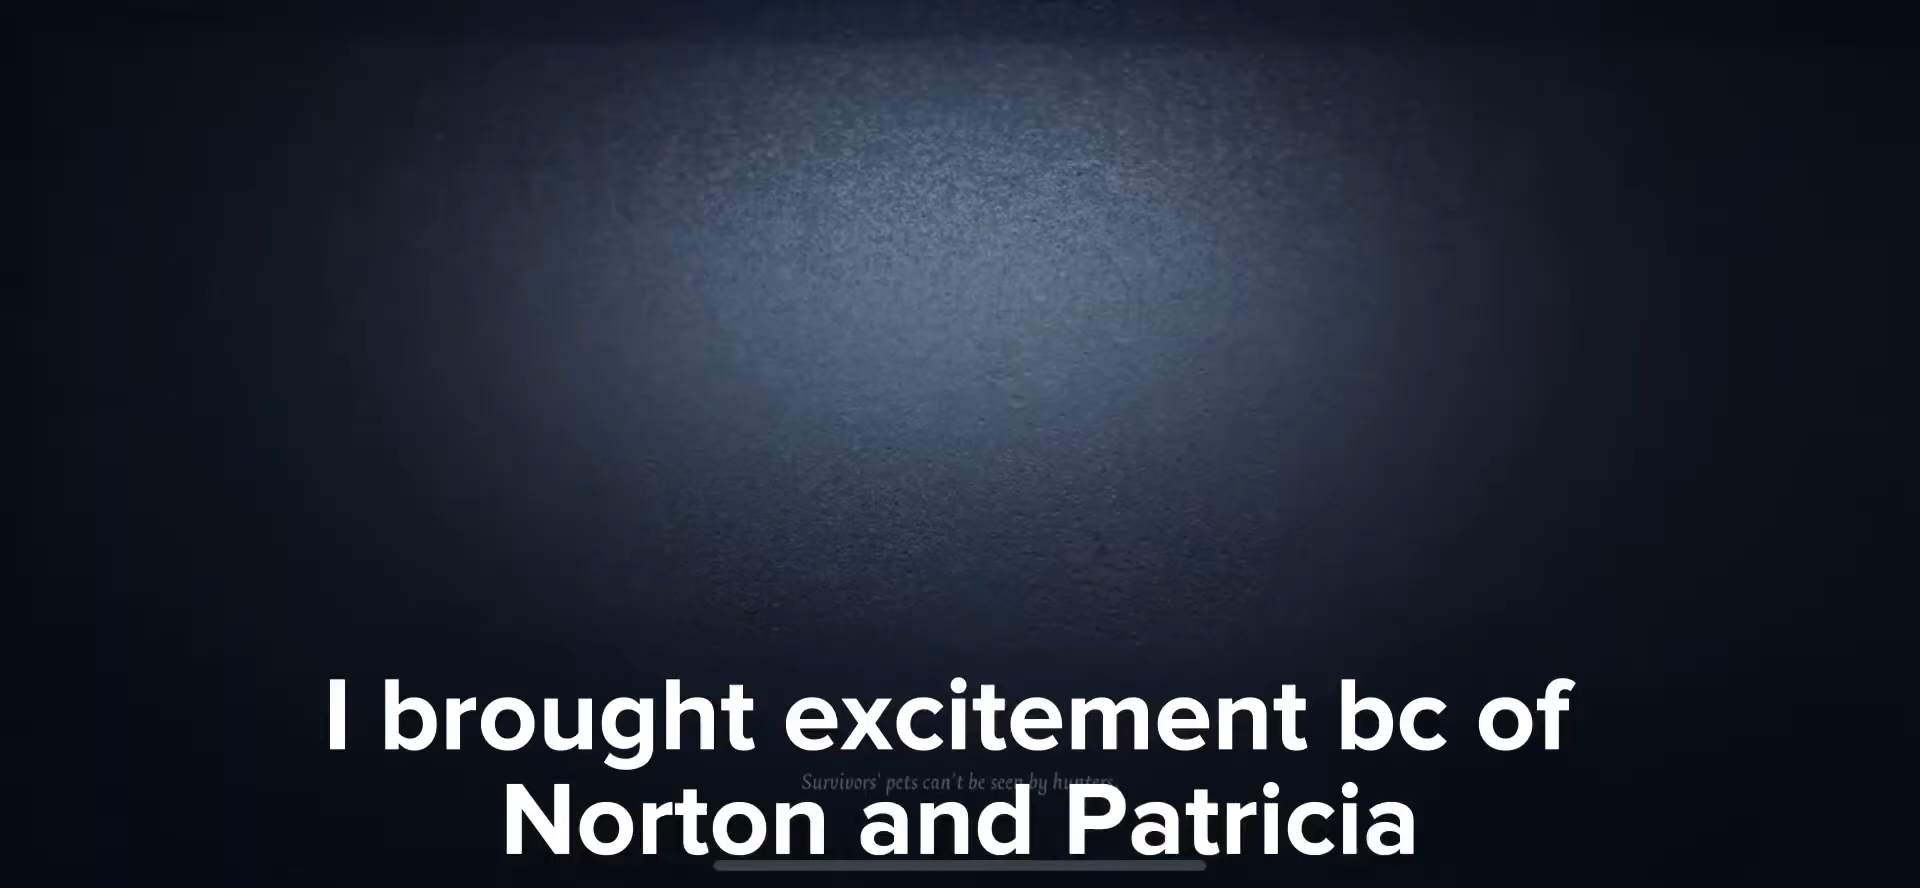 I brought excitement bc of
Survivors' pets can't be seen by hunters.
Norton and Patricia